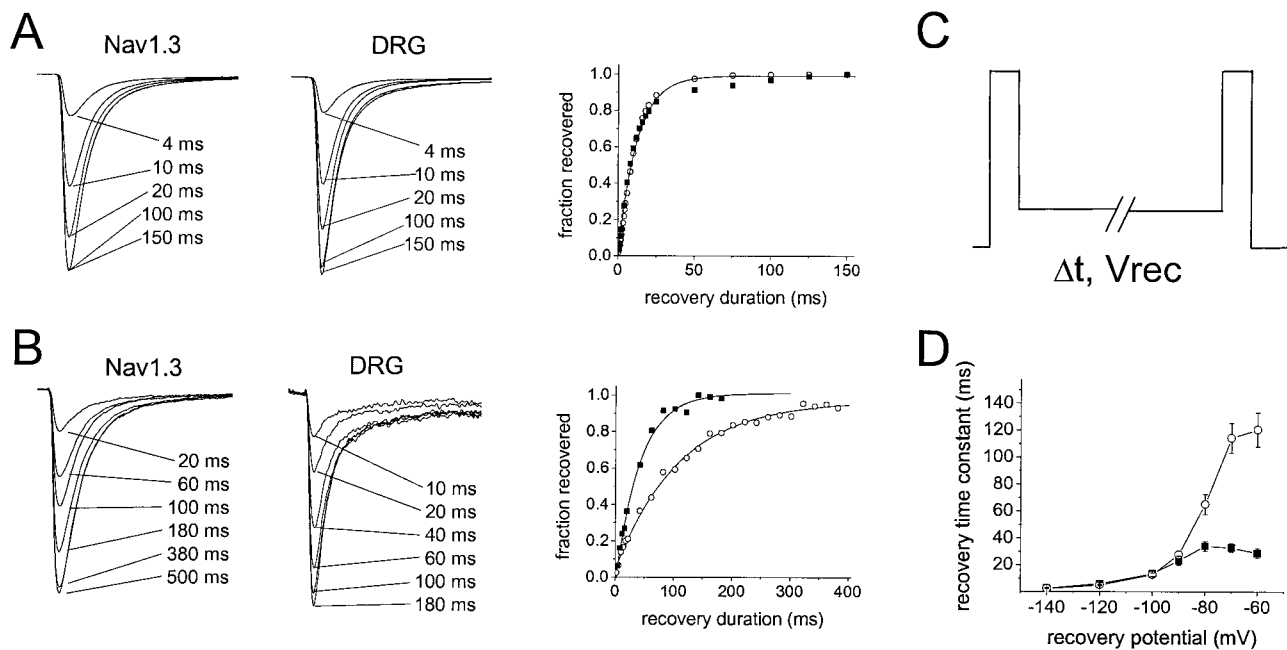 A
Nav1.3
4 ms
10 ms
20 ms
100 ms
150 ms
DRG
4 ms
10 ms
20 ms
100 ms
150 ms
fraction recovered
1.0
0.8
0.6
0.4
0.2
0.0
0 50 100 150
recovery duration (ms)
C
Δt, Vrec
B
Nav1.3
20 ms
60 ms
100 ms
180 ms
380 ms
500 ms
DRG
10 ms
20 ms
40 ms
60 ms
100 ms
180 ms
fraction recovered
1.0
0.8
0.6
0.4
0.2
0.0
0 100 200 300 400
recovery duration (ms)
D
recovery time constant (ms)
140
120
100
80
60
40
20
-140 -120 -100 -80 -60
recovery potential (mV)